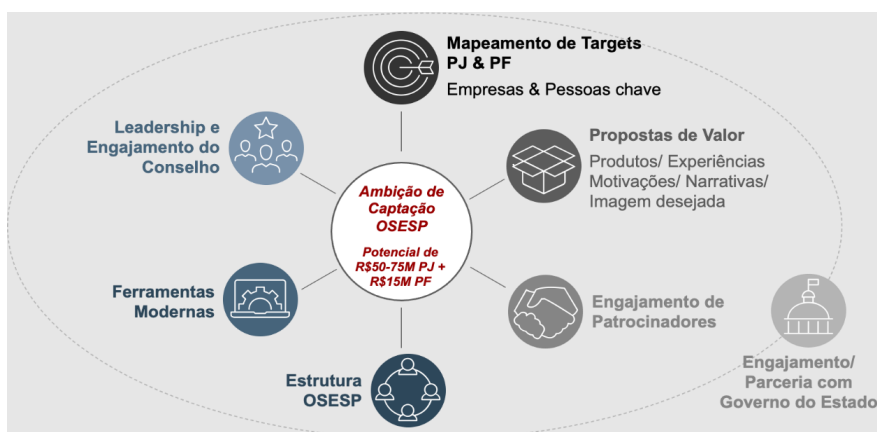 Mapeamento de Targets
PJ & PF
Empresas & Pessoas chave
Leadership e
Engajamento do
Conselho
Propostas de Valor
Produtos/ Experiências
Motivações/ Narrativas/
Imagem desejada
Ambição de
Captação
OSESP
Potencial de
R$50-75M PJ +
R$15M PF
Ferramentas
Modernas
Engajamento de
Patrocinadores
Estrutura
OSESP
Engajamento/
Parceria com
Governo do Estado